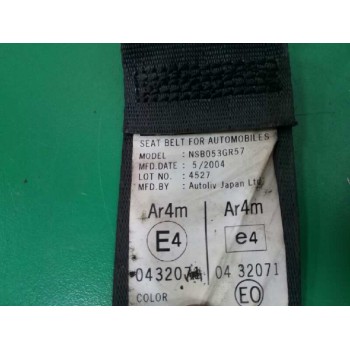 SEAT BELT FOR AUTOMOBILES
MODEL : NSB053GR57
MFD.DATE : 5/2004
LOT NO. : 4527
MFD.BY : Autoliv Japan Ltd.
Ar4m Ar4m
E4 e4
04320 04 32071
COLOR EO